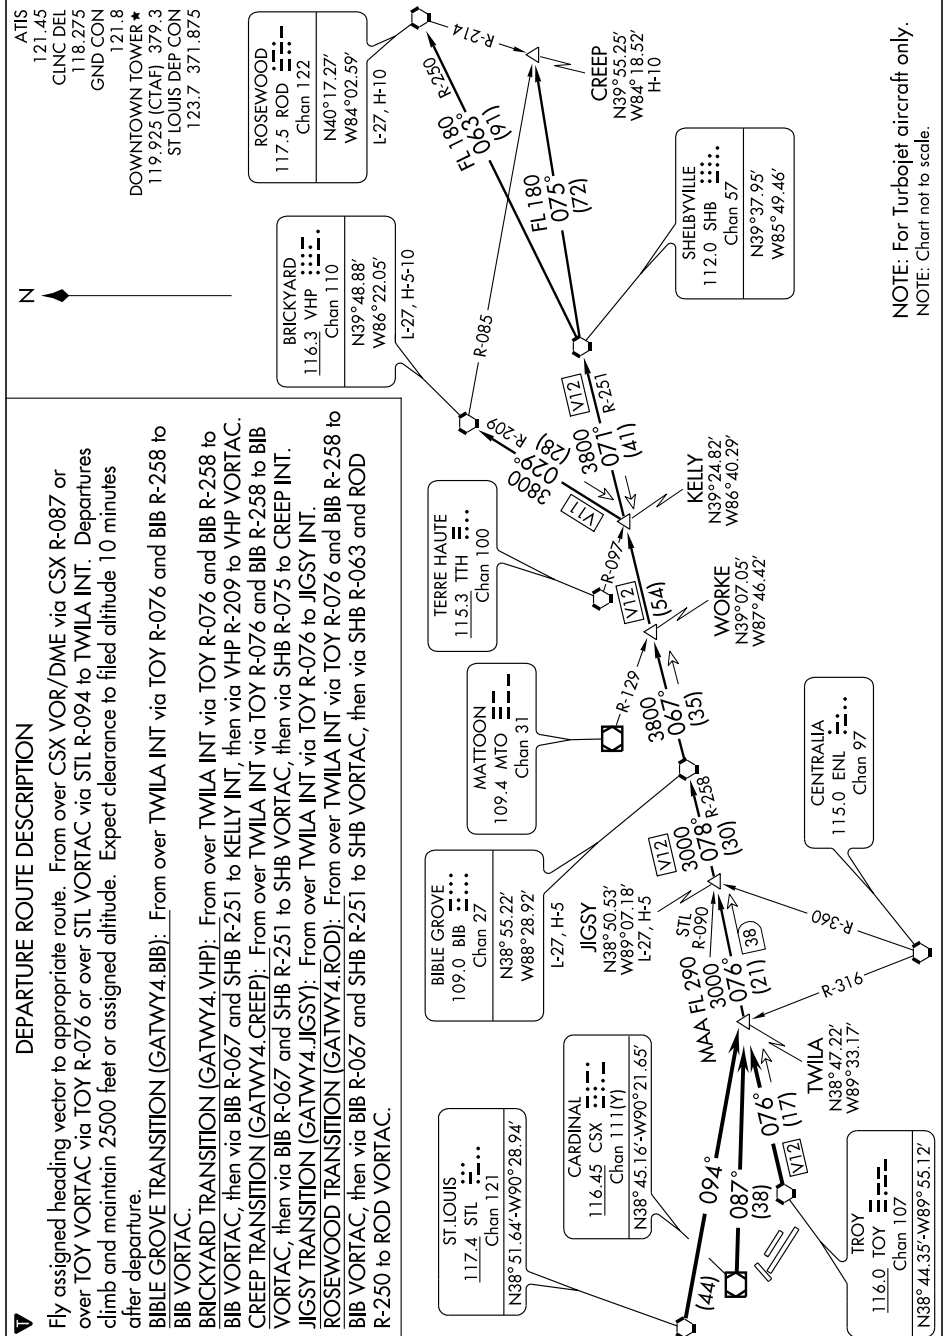 DEPARTURE ROUTE DESCRIPTION
Fly assigned heading vector to appropriate route. From over CSX VOR/DME via CSX R-087 or
over TOY VORTAC via TOY R-076 or over STL VORTAC via STL R-094 to TWILA INT. Departures
climb and maintain 2500 feet or assigned altitude. Expect clearance to filed altitude 10 minutes
after departure.
BIBLE GROVE TRANSITION (GATWY4.BIB): From over TWILA INT via TOY R-076 and BIB R-258 to
BIB VORTAC.
BRICKYARD TRANSITION (GATWY4.VHP): From over TWILA INT via TOY R-076 and BIB R-258 to
BIB VORTAC, then via BIB R-067 and SHB R-251 to KELLY INT, then via VHP R-209 to VHP VORTAC.
CREEP TRANSITION (GATWY4.CREEP): From over TWILA INT via TOY R-076 and BIB R-258 to BIB
VORTAC, then via BIB R-067 and SHB R-251 to SHB VORTAC, then via SHB R-075 to CREEP INT.
JIGSY TRANSITION (GATWY4.JIGSY): From over TWILA INT via TOY R-076 to JIGSY INT.
ROSEWOOD TRANSITION (GATWY4.ROD): From over TWILA INT via TOY R-076 and BIB R-258 to
BIB VORTAC, then via BIB R-067 and SHB R-251 to SHB VORTAC, then via SHB R-063 and ROD
R-250 to ROD VORTAC.
N
ATIS
121.45
CLNC DEL
118.275
GND CON
121.8
DOWNTOWN TOWER★
119.925 (CTAF) 379.3
ST LOUIS DEP CON
123.7 371.875
ROSEWOOD
117.5 ROD
Chan 122
N40°17.27'
W84°02.59'
L-27, H-10
BRICKYARD
116.3 VHP
Chan 110
N39°48.88'
W86°22.05'
L-27, H-5-10
TERRE HAUTE
115.3 TTH
Chan 100
MATTOON
109.4 MTO
Chan 31
BIBLE GROVE
109.0 BIB
Chan 27
N38°55.22'
W88°28.92'
L-27, H-5
ST.LOUIS
117.4 STL
Chan 121
N38°51.64'-W90°28.94'
CARDINAL
116.45 CSX
Chan 111(Y)
N38°45.16'-W90°21.65'
TROY
116.0 TOY
Chan 107
N38°44.35'-W89°55.12'
CENTRALIA
115.0 ENL
Chan 97
SHELBYVILLE
112.0 SHB
Chan 57
N39°37.95'
W85°49.46'
CREEP
N39°55.25'
W84°18.52'
H-10
KELLY
N39°24.82'
W86°40.29'
WORKE
N39°07.05'
W87°46.42'
JIGSY
N38°50.53'
W89°07.18'
L-27, H-5
TWILA
N38°47.22'
W89°33.17'
(44)
094°
087°
(38)
076°
(17)
V12
MAA FL 290
3000
076°
(21)
38
STL
R-090
R-316
R-360
V12
3000
078°
(30)
R-258
3800
067°
(35)
R-129
V12
(54)
R-097
V11
3800
029°
(28)
R-209
V12
3800
071°
(41)
R-251
R-085
FL 180
063°
(91)
R-250
FL 180
075°
(72)
R-214
NOTE: For Turbojet aircraft only.
NOTE: Chart not to scale.